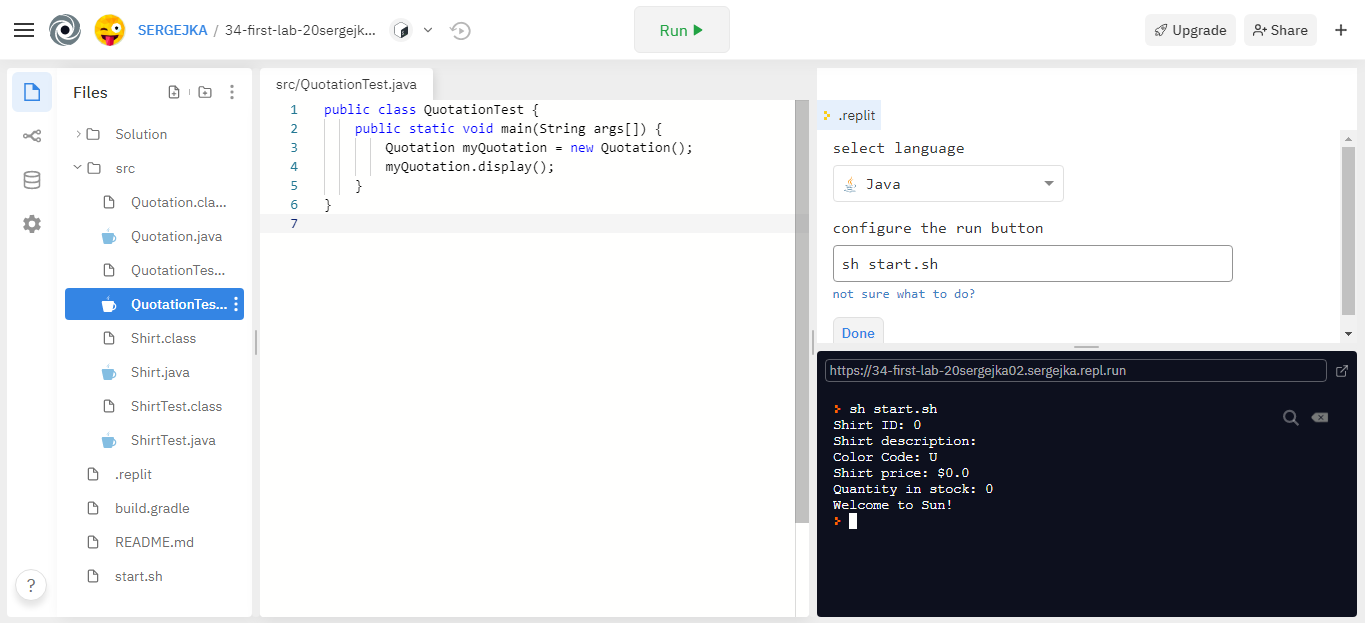 SERGEJKA / 34-first-lab-20sergejk...
Run
Upgrade
Share
Files
Solution
src
Quotation.cla...
Quotation.java
QuotationTes...
QuotationTes...
Shirt.class
Shirt.java
ShirtTest.class
ShirtTest.java
.replit
build.gradle
README.md
start.sh
?
src/QuotationTest.java
1 public class QuotationTest {
2 public static void main(String args[]) {
3 Quotation myQuotation = new Quotation();
4 myQuotation.display();
5 }
6 }
7
.replit
select language
Java
configure the run button
sh start.sh
not sure what to do?
Done
https://34-first-lab-20sergejka02.sergejka.repl.run
sh start.sh
Shirt ID: 0
Shirt description:
Color Code: U
Shirt price: $0.0
Quantity in stock: 0
Welcome to Sun!